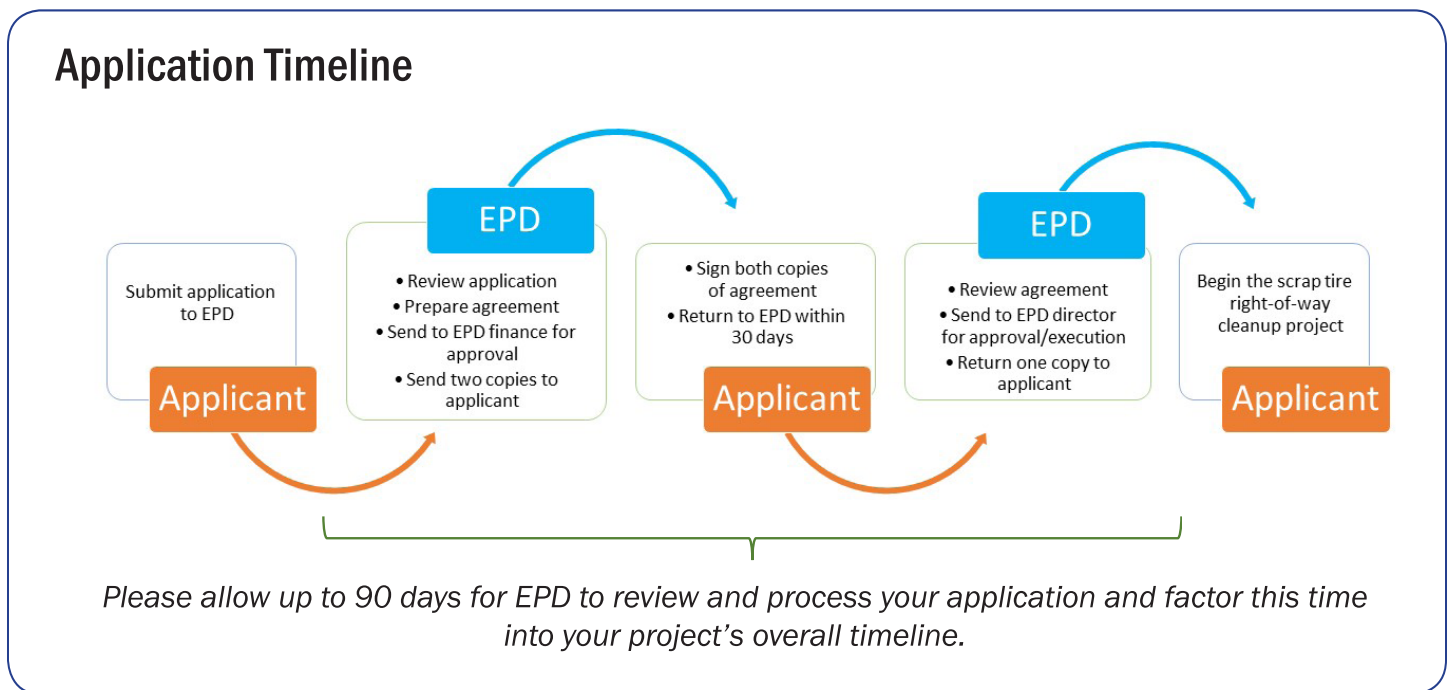 Application Timeline
Submit application
to EPD
Applicant
EPD
• Review application
• Prepare agreement
• Send to EPD finance for
approval
• Send two copies to
applicant
• Sign both copies
of agreement
• Return to EPD within
30 days
Applicant
EPD
• Review agreement
• Send to EPD director
for approval/execution
• Return one copy to
applicant
Begin the scrap tire
right-of-way
cleanup project
Applicant
Please allow up to 90 days for EPD to review and process your application and factor this time
into your project’s overall timeline.